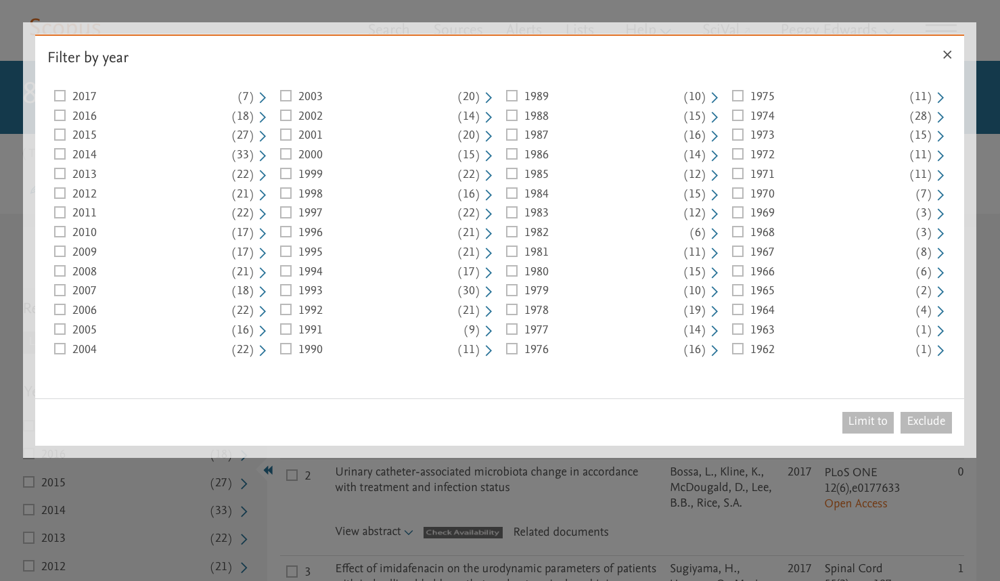 Scopus
Search Sources Alerts Lists Help SciVal Peggy Edwards
8
Filter by year
2017 (7) 2003 (20) 1989 (10) 1975 (11)
2016 (18) 2002 (14) 1988 (15) 1974 (28)
2015 (27) 2001 (20) 1987 (16) 1973 (15)
2014 (33) 2000 (15) 1986 (14) 1972 (11)
2013 (22) 1999 (22) 1985 (12) 1971 (11)
2012 (21) 1998 (16) 1984 (15) 1970 (7)
2011 (22) 1997 (22) 1983 (12) 1969 (3)
2010 (17) 1996 (21) 1982 (6) 1968 (3)
2009 (17) 1995 (21) 1981 (11) 1967 (8)
2008 (21) 1994 (17) 1980 (15) 1966 (6)
2007 (18) 1993 (30) 1979 (10) 1965 (2)
2006 (22) 1992 (21) 1978 (19) 1964 (4)
2005 (16) 1991 (9) 1977 (14) 1963 (1)
2004 (22) 1990 (11) 1976 (16) 1962 (1)
Limit to Exclude
2016 (18)
2015 (27)
2014 (33)
2013 (22)
2012 (21)
2 Urinary catheter-associated microbiota change in accordance Bossa, L., Kline, K., 2017 PLoS ONE 0
with treatment and infection status McDougald, D., Lee, 12(6),e0177633
B.B., Rice, S.A. Open Access
View abstract Check Availability Related documents
3 Effect of imidafenacin on the urodynamic parameters of patients Sugiyama, H., 2017 Spinal Cord 1